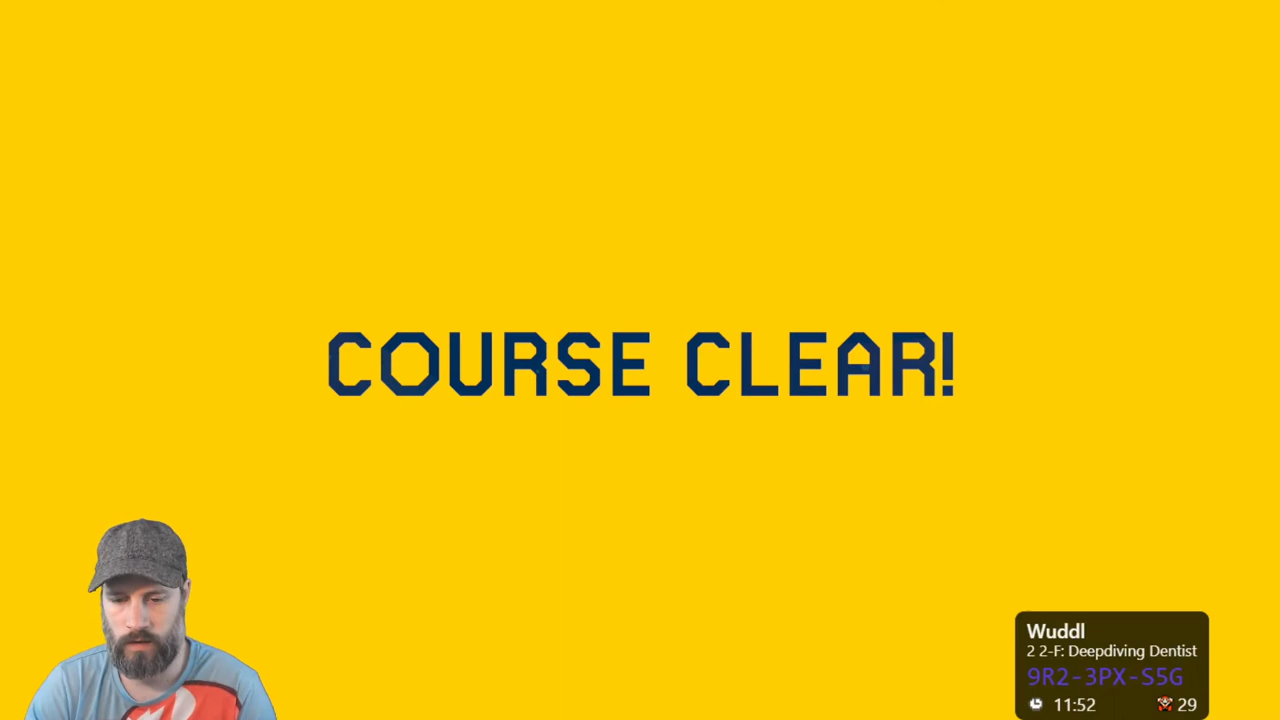 COURSE CLEAR!
Wuddl
2 2-F: Deepdiving Dentist
9R2-3PX-S5G
11:52 29